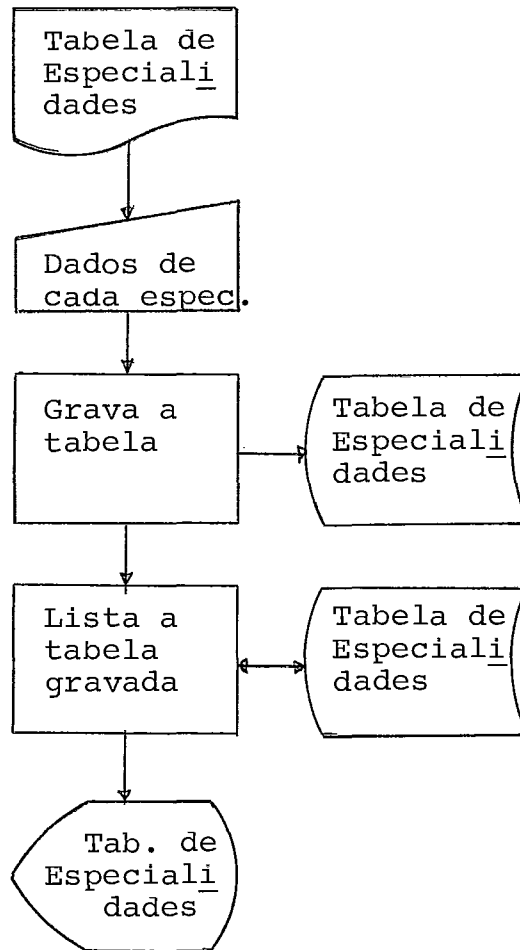 Tabela de
Especiali
dades
Dados de
cada espec.
Grava a
tabela
Tabela de
Especiali
dades
Lista a
tabela
gravada
Tabela de
Especiali
dades
Tab. de
Especiali
dades